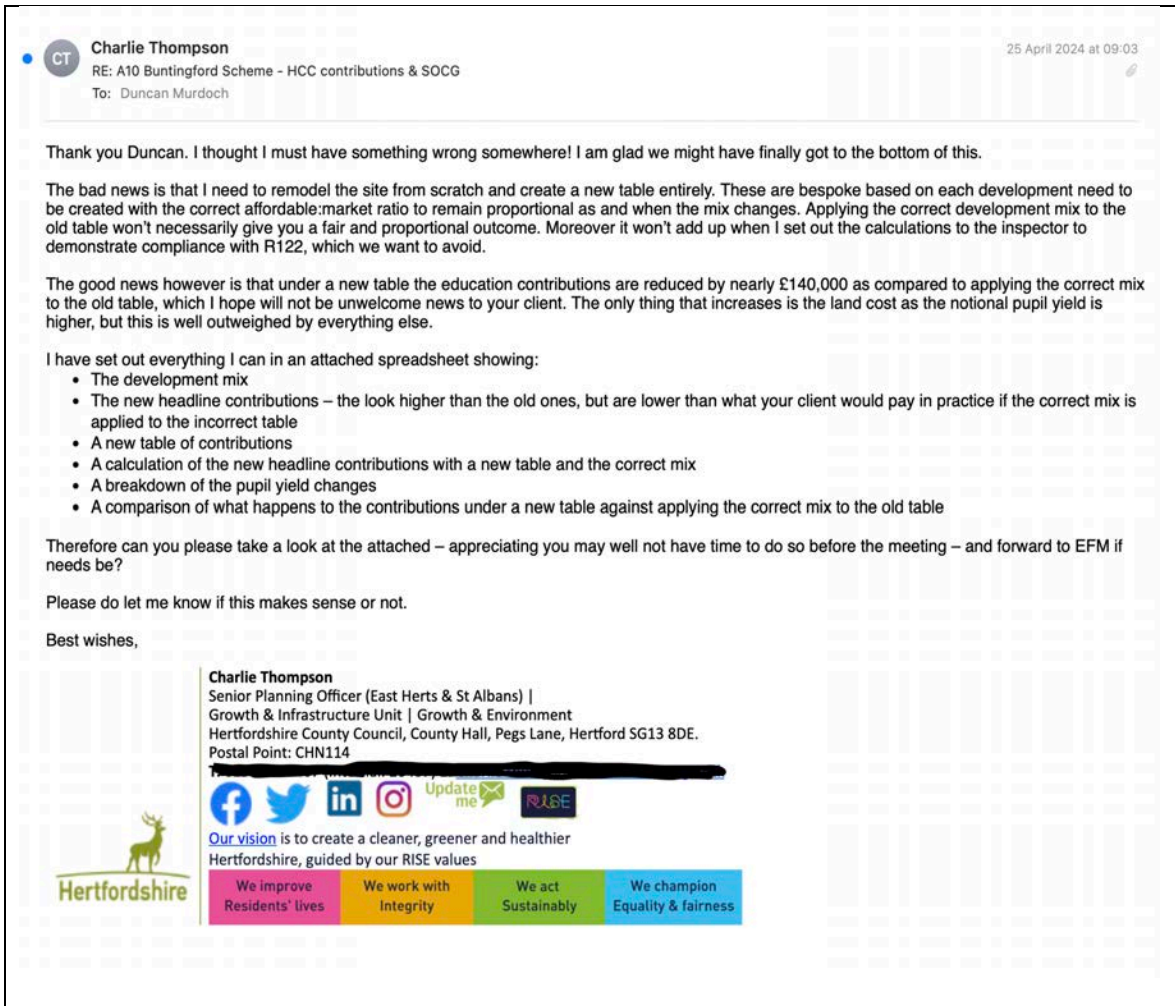 CT
Charlie Thompson
25 April 2024 at 09:03
RE: A10 Buntingford Scheme - HCC contributions & SOCG
To: Duncan Murdoch
Thank you Duncan. I thought I must have something wrong somewhere! I am glad we might have finally got to the bottom of this.
The bad news is that I need to remodel the site from scratch and create a new table entirely. These are bespoke based on each development need to
be created with the correct affordable:market ratio to remain proportional as and when the mix changes. Applying the correct development mix to the
old table won't necessarily give you a fair and proportional outcome. Moreover it won't add up when I set out the calculations to the inspector to
demonstrate compliance with R122, which we want to avoid.
The good news however is that under a new table the education contributions are reduced by nearly £140,000 as compared to applying the correct mix
to the old table, which I hope will not be unwelcome news to your client. The only thing that increases is the land cost as the notional pupil yield is
higher, but this is well outweighed by everything else.
I have set out everything I can in an attached spreadsheet showing:
• The development mix
• The new headline contributions – the look higher than the old ones, but are lower than what your client would pay in practice if the correct mix is
applied to the incorrect table
• A new table of contributions
• A calculation of the new headline contributions with a new table and the correct mix
• A breakdown of the pupil yield changes
• A comparison of what happens to the contributions under a new table against applying the correct mix to the old table
Therefore can you please take a look at the attached – appreciating you may well not have time to do so before the meeting – and forward to EFM if
needs be?
Please do let me know if this makes sense or not.
Best wishes,
Charlie Thompson
Senior Planning Officer (East Herts & St Albans) |
Growth & Infrastructure Unit | Growth & Environment
Hertfordshire County Council, County Hall, Pegs Lane, Hertford SG13 8DE.
Postal Point: CHN114
in
Update
me
RISE
Our vision is to create a cleaner, greener and healthier
Hertfordshire, guided by our RISE values
Hertfordshire
We improve
Residents' lives
We work with
Integrity
We act
Sustainably
We champion
Equality & fairness